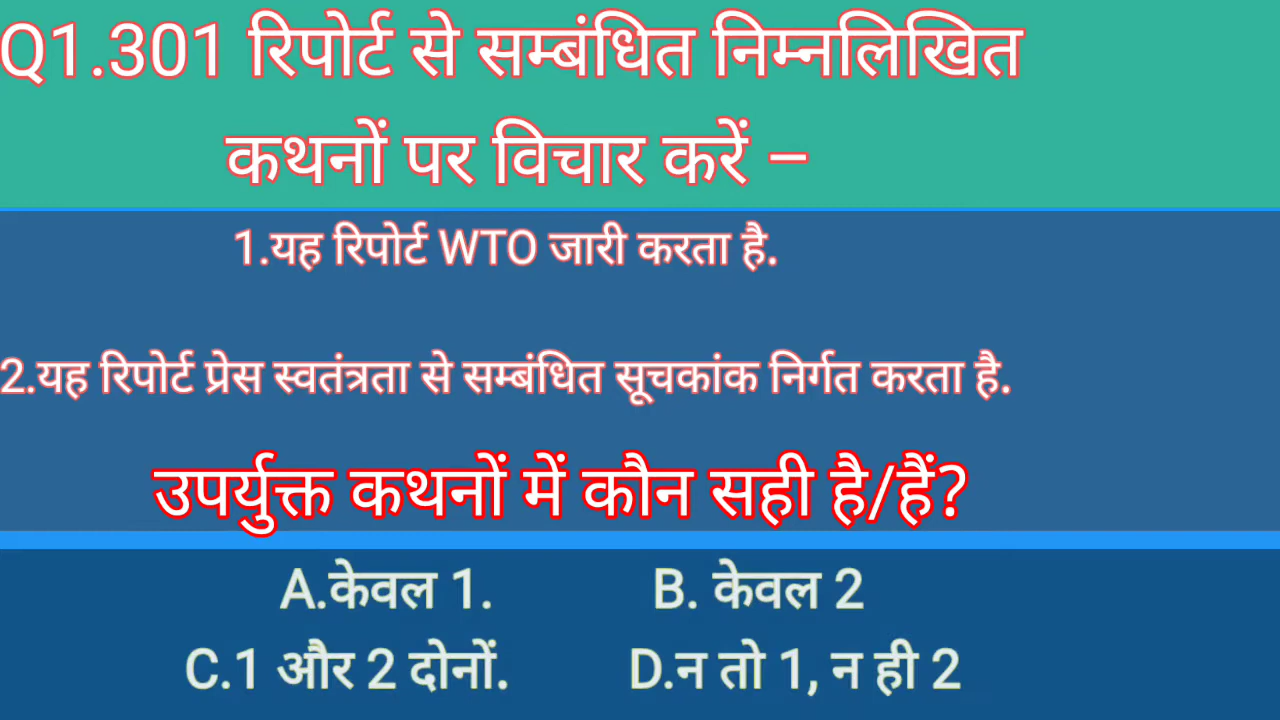 Q1.301 रिपोर्ट से सम्बंधित निम्नलिखित
कथनों पर विचार करें –
1.यह रिपोर्ट WTO जारी करता है.
2.यह रिपोर्ट प्रेस स्वतंत्रता से सम्बंधित सूचकांक निर्गत करता है.
उपर्युक्त कथनों में कौन सही है/हैं?
A.केवल 1. B. केवल 2
C.1 और 2 दोनों. D.न तो 1, न ही 2